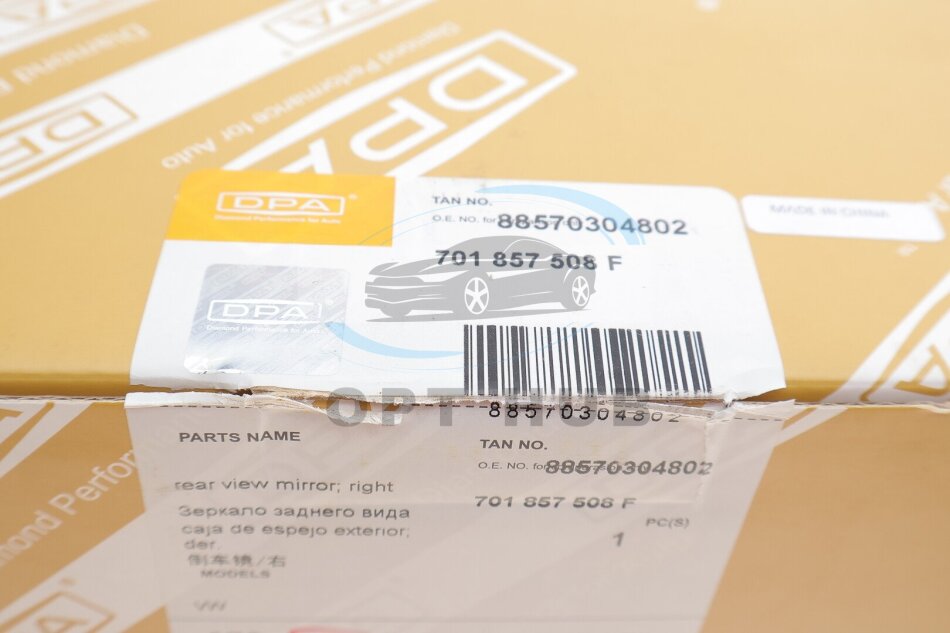 DPA
Diamond Performance for Auto
DPA
DPA
Diamond Performance for Auto
TAN NO.
O.E. NO. for
88570304802
701 857 508 F
MADE IN CHINA
DPA
Diamond Performance for Auto
OPT HUB
88570304802
PARTS NAME
TAN NO.
O.E. NO. for
88570304802
rear view mirror; right
701 857 508 F
Зеркало заднего вида
PC(S)
caja de espejo exterior;
1
der.
倒车镜/右
MODELS
VW